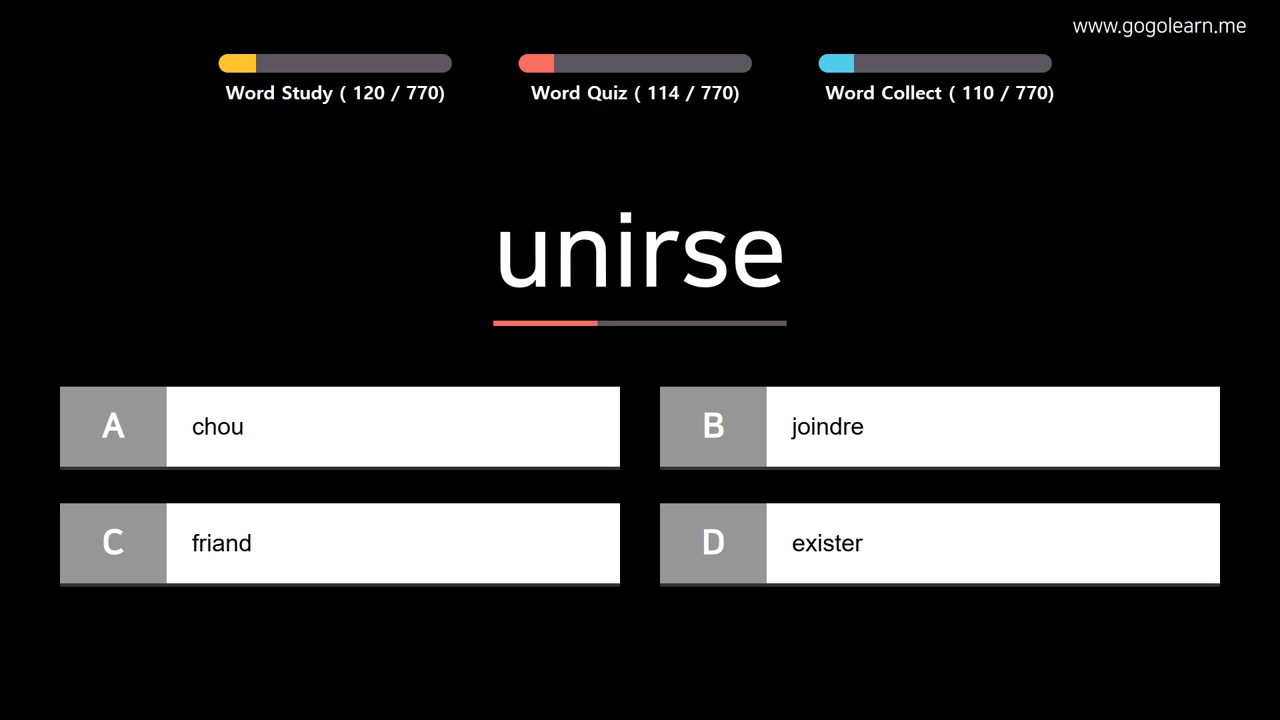 www.gogolearn.me
Word Study ( 120 / 770)
Word Quiz ( 114 / 770)
Word Collect ( 110 / 770)
unirse
A chou
B joindre
C friand
D exister